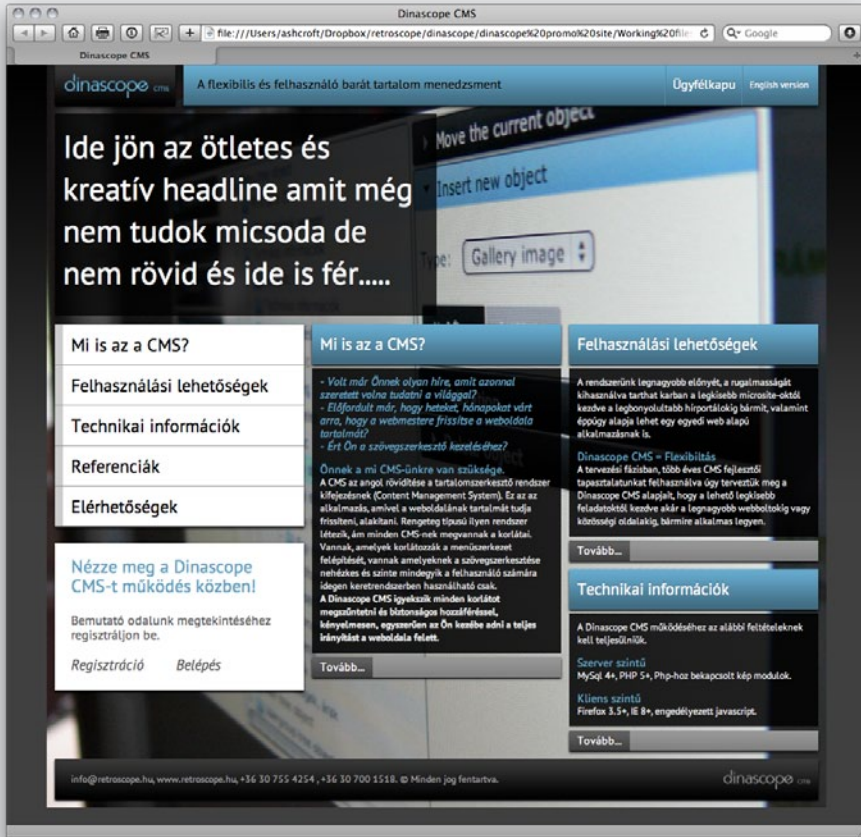 Dinascope CMS
file:///Users/ashcroft/Dropbox/retroscope/dinascope/dinascope%20promo%20site/Working%20file
Google
Dinascope CMS
dinascope cms
A flexibilis és felhasználó barát tartalom menedzsment
Ügyfélkapu
English version
Ide jön az ötletes és
kreatív headline amit még
nem tudok micsoda de
nem rövid és ide is fér.....
Move the current object
Insert new object
Type:
Gallery image
Mi is az a CMS?
Felhasználási lehetőségek
Technikai információk
Referenciák
Elérhetőségek
Nézze meg a Dinascope
CMS-t működés közben!
Bemutató odalunk megtekintéséhez
regisztráljon be.
Regisztráció
Belépés
Mi is az a CMS?
- Volt már Önnek olyan híre, amit azonnal
szeretett volna tudatni a világgal?
- Előfordult már, hogy heteket, hónapokat várt
arra, hogy a webmestere frissítse a weboldala
tartalmát?
- Ért Ön a szövegszerkesztő kezeléséhez?
Önnek a mi CMS-ünkre van szüksége.
A CMS az angol rövidítése a tartalomszerkesztő rendszer
kifejezésnek (Content Management System). Ez az az
alkalmazás, amivel a weboldalának tartalmát tudja
frissíteni, alakítani. Rengeteg típusú ilyen rendszer
létezik, ám minden CMS-nek megvannak a korlátai.
Vannak, amelyek korlátozzák a menüszerkezet
felépítését, vannak amelyeknek a szövegszerkesztése
nehézkes és szinte mindegyik a felhasználó számára
idegen keretrendszerben használható csak.
A Dinascope CMS igyekszik minden korlátot
megszüntetni és biztonságos hozzáféréssel,
kényelmesen, egyszerűen az Ön kezébe adni a teljes
irányítást a weboldala felett.
Tovább...
Felhasználási lehetőségek
A rendszerünk legnagyobb előnyét, a rugalmasságát
kihasználva tarthat karban a legkisebb microsite-októl
kezdve a legbonyolultabb hírportálokig bármit, valamint
éppúgy alapja lehet egy egyedi web alapú
alkalmazásnak is.
Dinascope CMS = Flexibiltás
A tervezési fázisban, több éves CMS fejlesztői
tapasztalatunkat felhasználva úgy terveztük meg a
Dinascope CMS alapjait, hogy a lehető legkisebb
feladatoktól kezdve akár a legnagyobb webboltokig vagy
közösségi oldalakig, bármire alkalmas legyen.
Tovább...
Technikai információk
A Dinascope CMS működéséhez az alábbi feltételeknek
kell teljesülniük.
Szerver szintű
MySql 4+, PHP 5+, Php-hoz bekapcsolt kép modulok.
Kliens szintű
Firefox 3.5+, IE 8+, engedélyezett javascript.
Tovább...
info@retroscope.hu, www.retroscope.hu, +36 30 755 4254 , +36 30 700 1518. © Minden jog fentartva.
dinascope cms